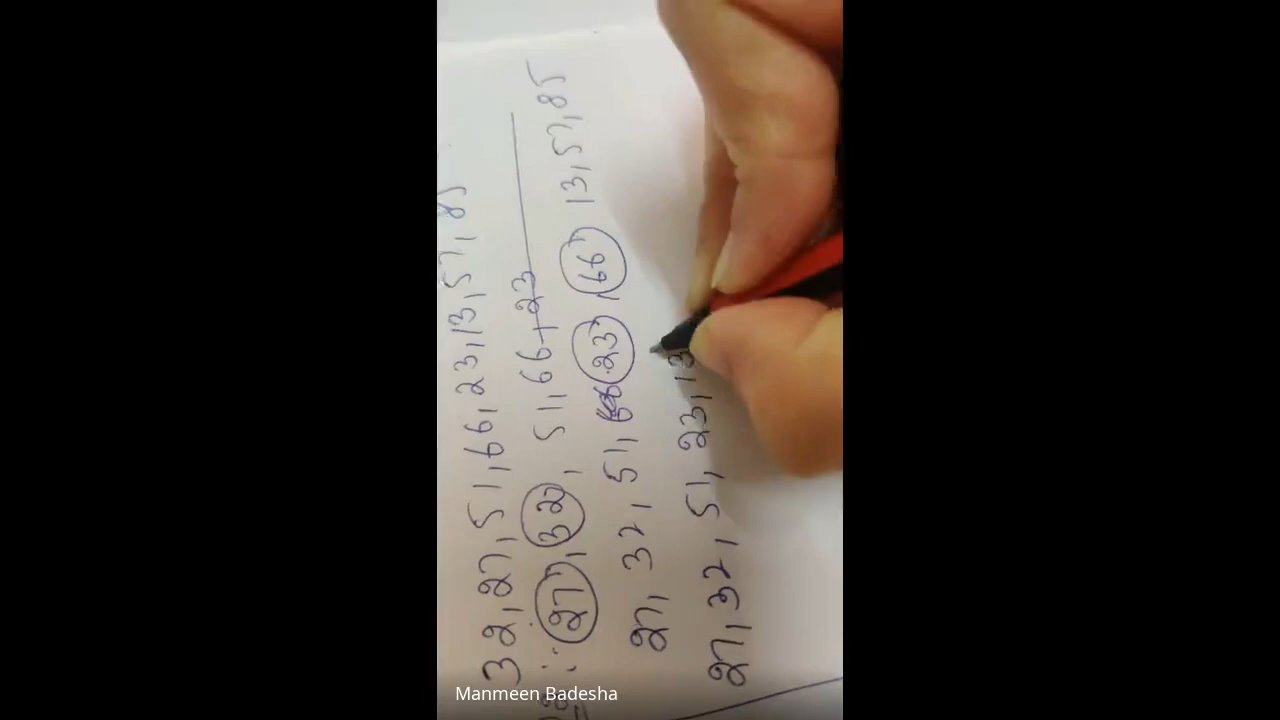 32, 27, 51, 66, 23, 13, 57, 85
27, 32, 51, 66, 23
27, 32, 51, 23, 66, 13, 57, 85
27, 32, 51, 23, 13
Manmeen Badesha